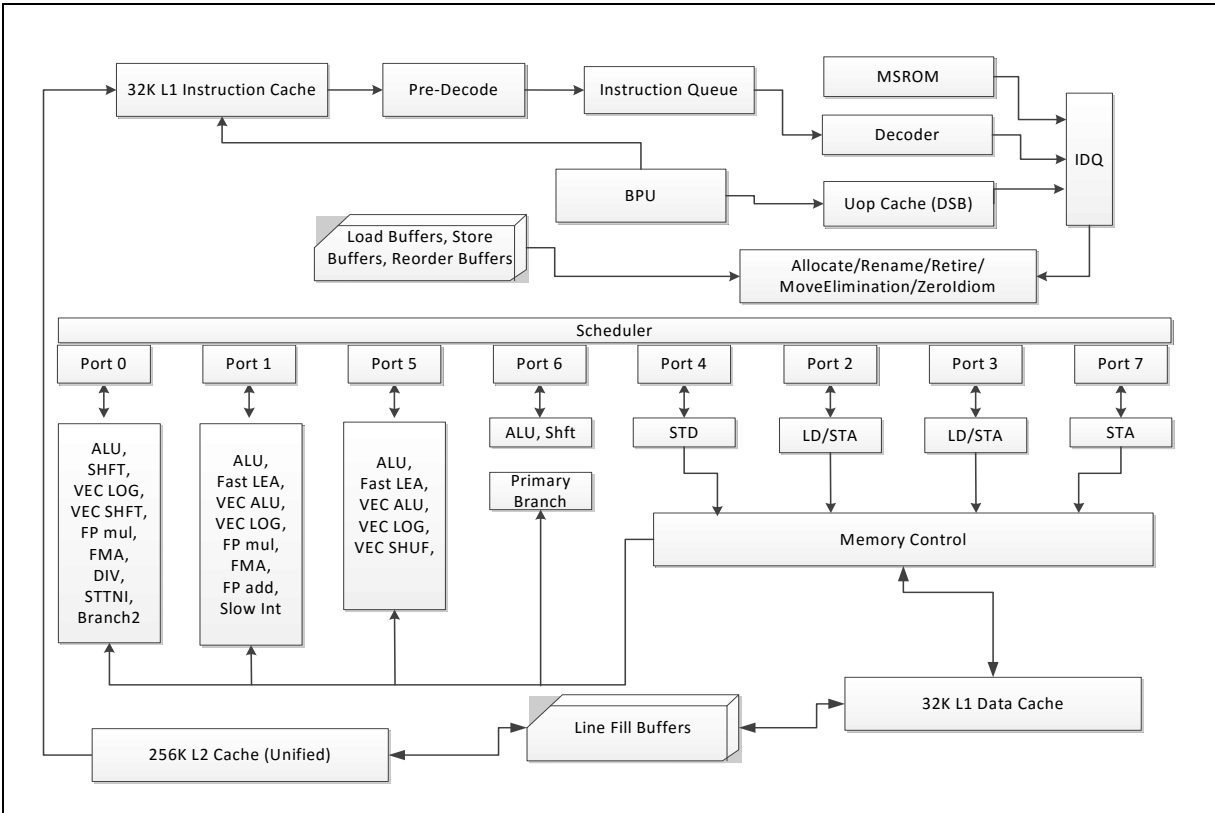 32K L1 Instruction Cache
Pre-Decode
Instruction Queue
MSROM
Decoder
IDQ
BPU
Uop Cache (DSB)
Load Buffers, Store
Buffers, Reorder Buffers
Allocate/Rename/Retire/
MoveElimination/ZeroIdiom
Scheduler
Port 0
Port 1
Port 5
Port 6
Port 4
Port 2
Port 3
Port 7
ALU,
SHFT,
VEC LOG,
VEC SHFT,
FP mul,
FMA,
DIV,
STTNI,
Branch2
ALU,
Fast LEA,
VEC ALU,
VEC LOG,
FP mul,
FMA,
FP add,
Slow Int
ALU,
Fast LEA,
VEC ALU,
VEC LOG,
VEC SHUF,
ALU, Shft
Primary
Branch
STD
LD/STA
LD/STA
STA
Memory Control
32K L1 Data Cache
Line Fill Buffers
256K L2 Cache (Unified)